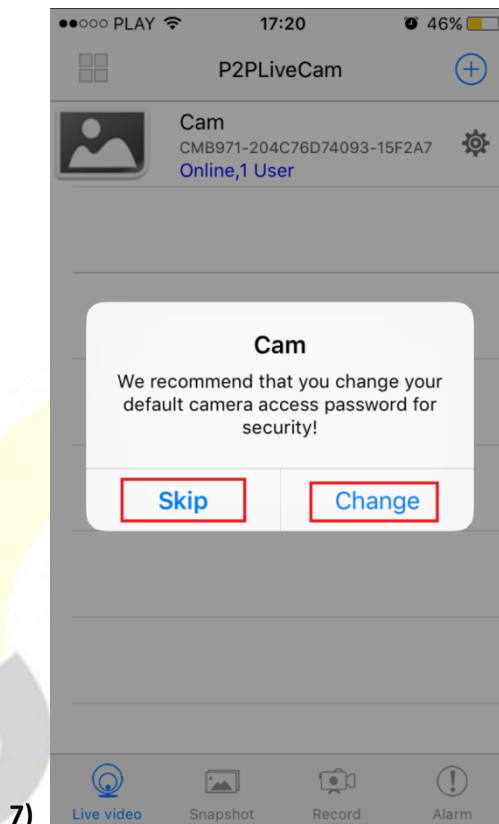 PLAY 17:20 46%
P2PLiveCam
Cam
CMB971-204C76D74093-15F2A7
Online,1 User
Cam
We recommend that you change your
default camera access password for
security!
Skip Change
Live video Snapshot Record Alarm
7)